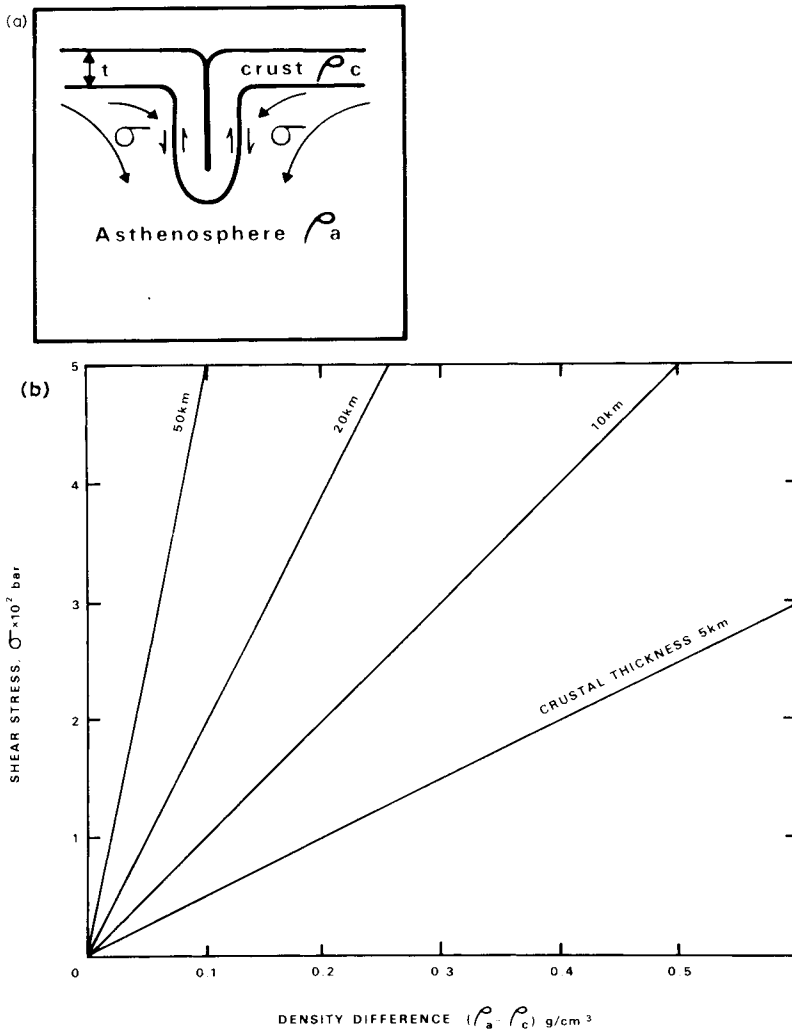 (a)
t
crust ρc
σ
σ
Asthenosphere ρa
(b)
5
4
3
2
1
0
0.1
0.2
0.3
0.4
0.5
50km
20km
10km
CRUSTAL THICKNESS 5km
SHEAR STRESS, σ×10² bar
DENSITY DIFFERENCE (ρa-ρc) g/cm³